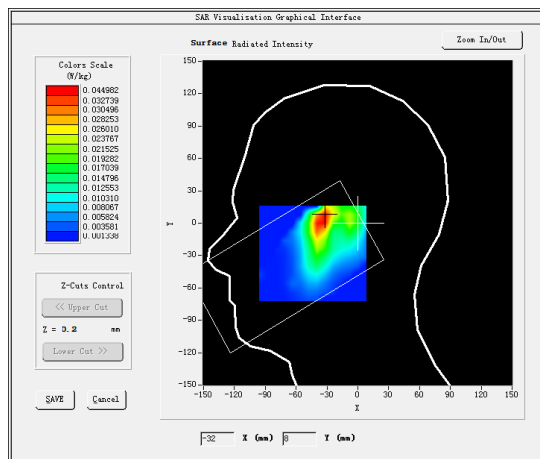 SAR Visualization Graphical Interface
Surface Radiated Intensity
Zoom In/Out
Colors Scale
(W/kg)
0.044982
0.032739
0.030496
0.028253
0.026010
0.023767
0.021525
0.019282
0.017039
0.014796
0.012553
0.010310
0.008067
0.005824
0.003581
0.001338
150
120
90
60
30
0
-30
-60
-90
-120
-150
Y
-150 -120 -90 -60 -30 0 30 60 90 120 150
X
Z-Cuts Control
<< Upper Cut
Z = 0.2 mm
Lower Cut >>
SAVE Cancel
-32 X (mm) 8 Y (mm)